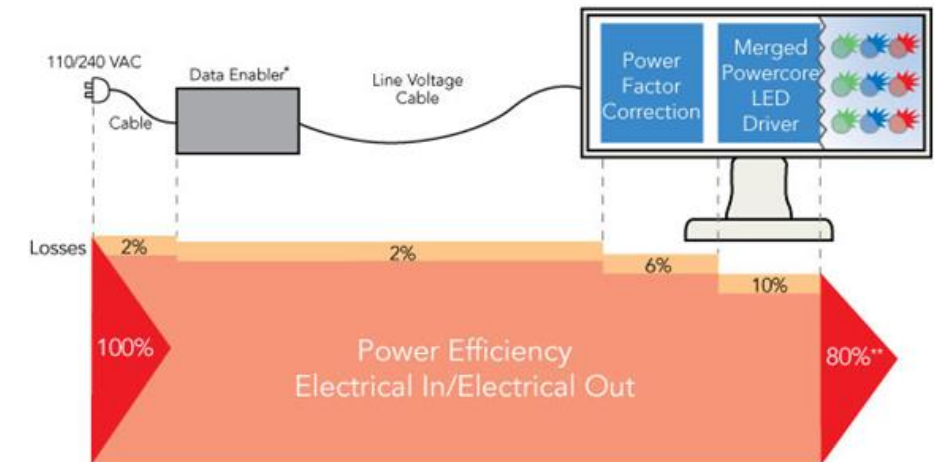 110/240 VAC
Cable
Data Enabler*
Line Voltage
Cable
Power
Factor
Correction
Merged
Powercore
LED
Driver
Losses
2%
2%
6%
10%
100%
Power Efficiency
Electrical In/Electrical Out
80%**